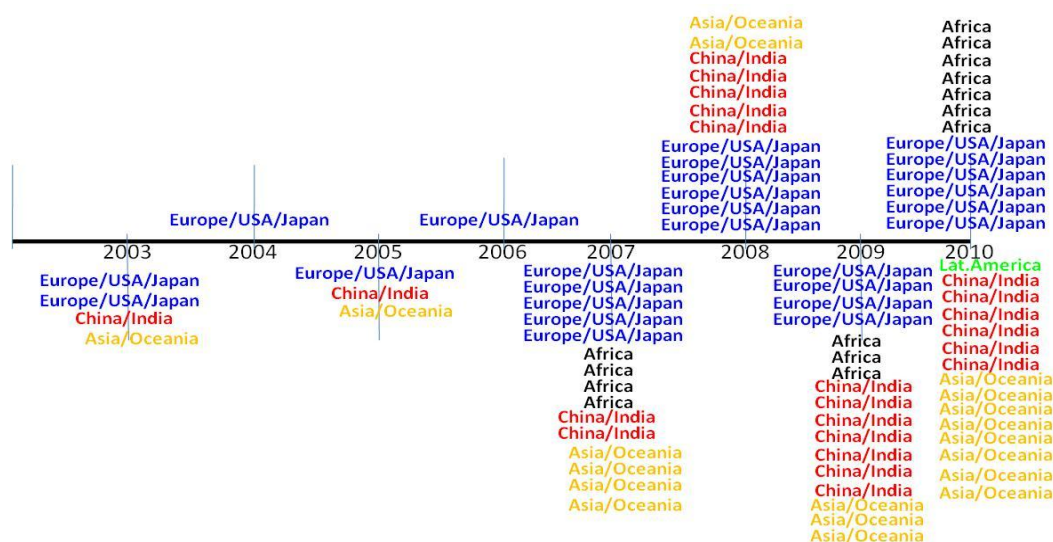 Europe/USA/Japan
Europe/USA/Japan
Asia/Oceania
Asia/Oceania
China/India
China/India
China/India
China/India
China/India
Europe/USA/Japan
Europe/USA/Japan
Europe/USA/Japan
Europe/USA/Japan
Europe/USA/Japan
Europe/USA/Japan
Africa
Africa
Africa
Africa
Africa
Africa
Africa
Europe/USA/Japan
Europe/USA/Japan
Europe/USA/Japan
Europe/USA/Japan
Europe/USA/Japan
Europe/USA/Japan
2003 2004 2005 2006 2007 2008 2009 2010
Europe/USA/Japan
Europe/USA/Japan
China/India
Asia/Oceania
Europe/USA/Japan
China/India
Asia/Oceania
Europe/USA/Japan
Europe/USA/Japan
Europe/USA/Japan
Europe/USA/Japan
Europe/USA/Japan
Africa
Africa
Africa
Africa
China/India
China/India
Asia/Oceania
Asia/Oceania
Asia/Oceania
Asia/Oceania
Europe/USA/Japan
Europe/USA/Japan
Europe/USA/Japan
Europe/USA/Japan
Africa
Africa
Africa
China/India
China/India
China/India
China/India
China/India
China/India
China/India
Asia/Oceania
Asia/Oceania
Asia/Oceania
Lat.America
China/India
China/India
China/India
China/India
China/India
China/India
Asia/Oceania
Asia/Oceania
Asia/Oceania
Asia/Oceania
Asia/Oceania
Asia/Oceania
Asia/Oceania
Asia/Oceania